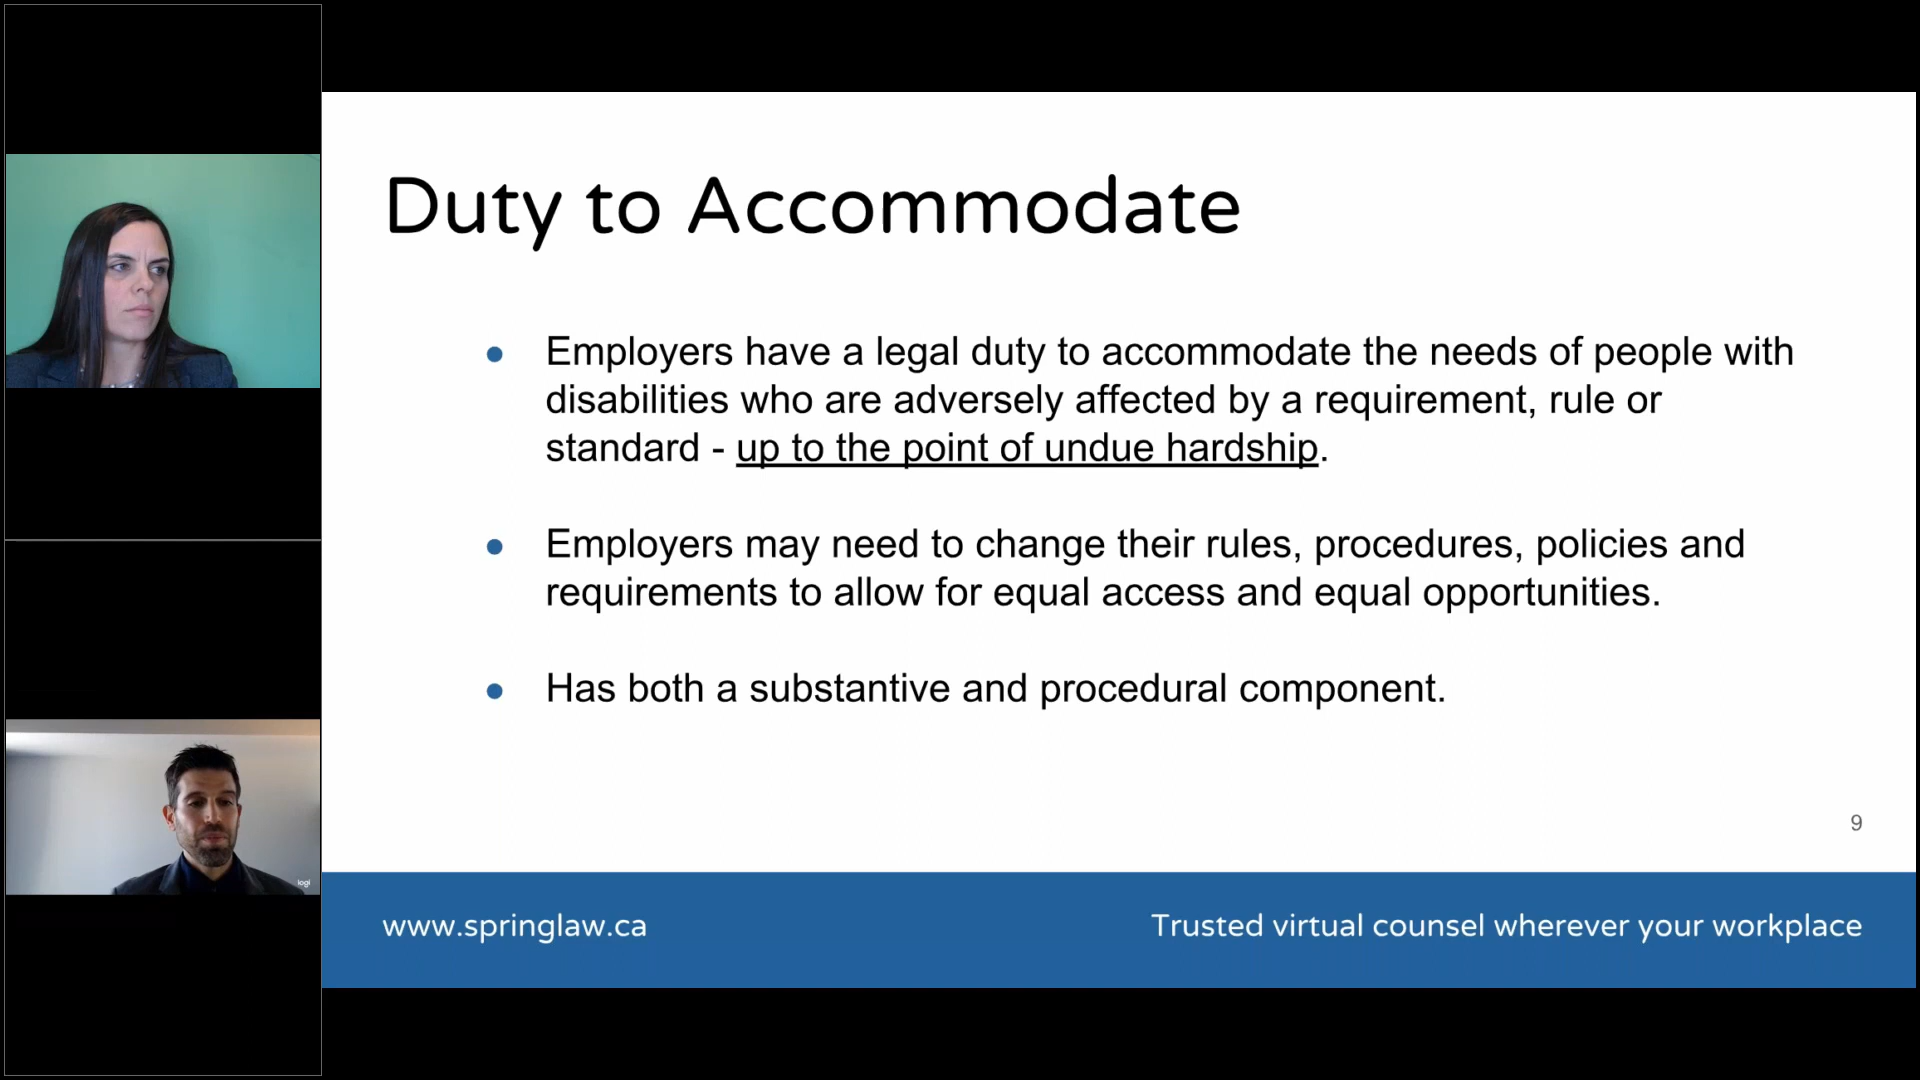 Duty to Accommodate
● Employers have a legal duty to accommodate the needs of people with
disabilities who are adversely affected by a requirement, rule or
standard - up to the point of undue hardship.
● Employers may need to change their rules, procedures, policies and
requirements to allow for equal access and equal opportunities.
● Has both a substantive and procedural component.
9
logi
www.springlaw.ca
Trusted virtual counsel wherever your workplace